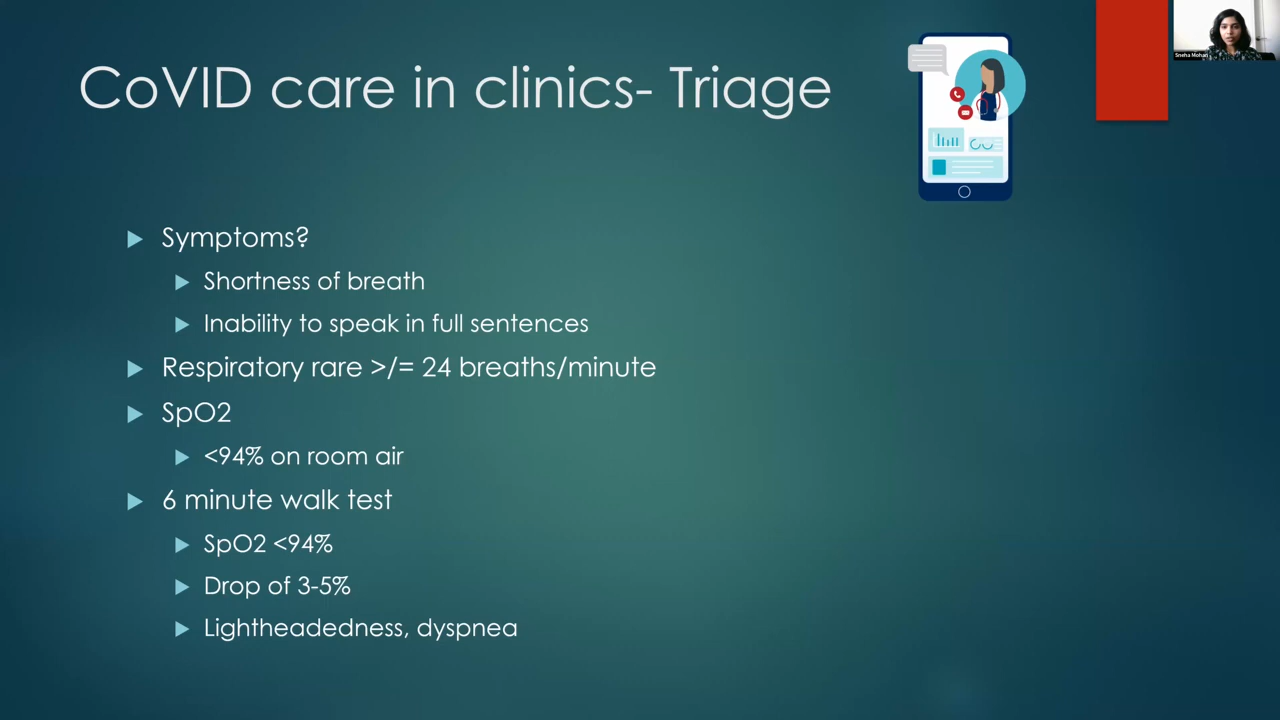 CoVID care in clinics- Triage
Symptoms?
Shortness of breath
Inability to speak in full sentences
Respiratory rare >/= 24 breaths/minute
SpO2
<94% on room air
6 minute walk test
SpO2 <94%
Drop of 3-5%
Lightheadedness, dyspnea
Sneha